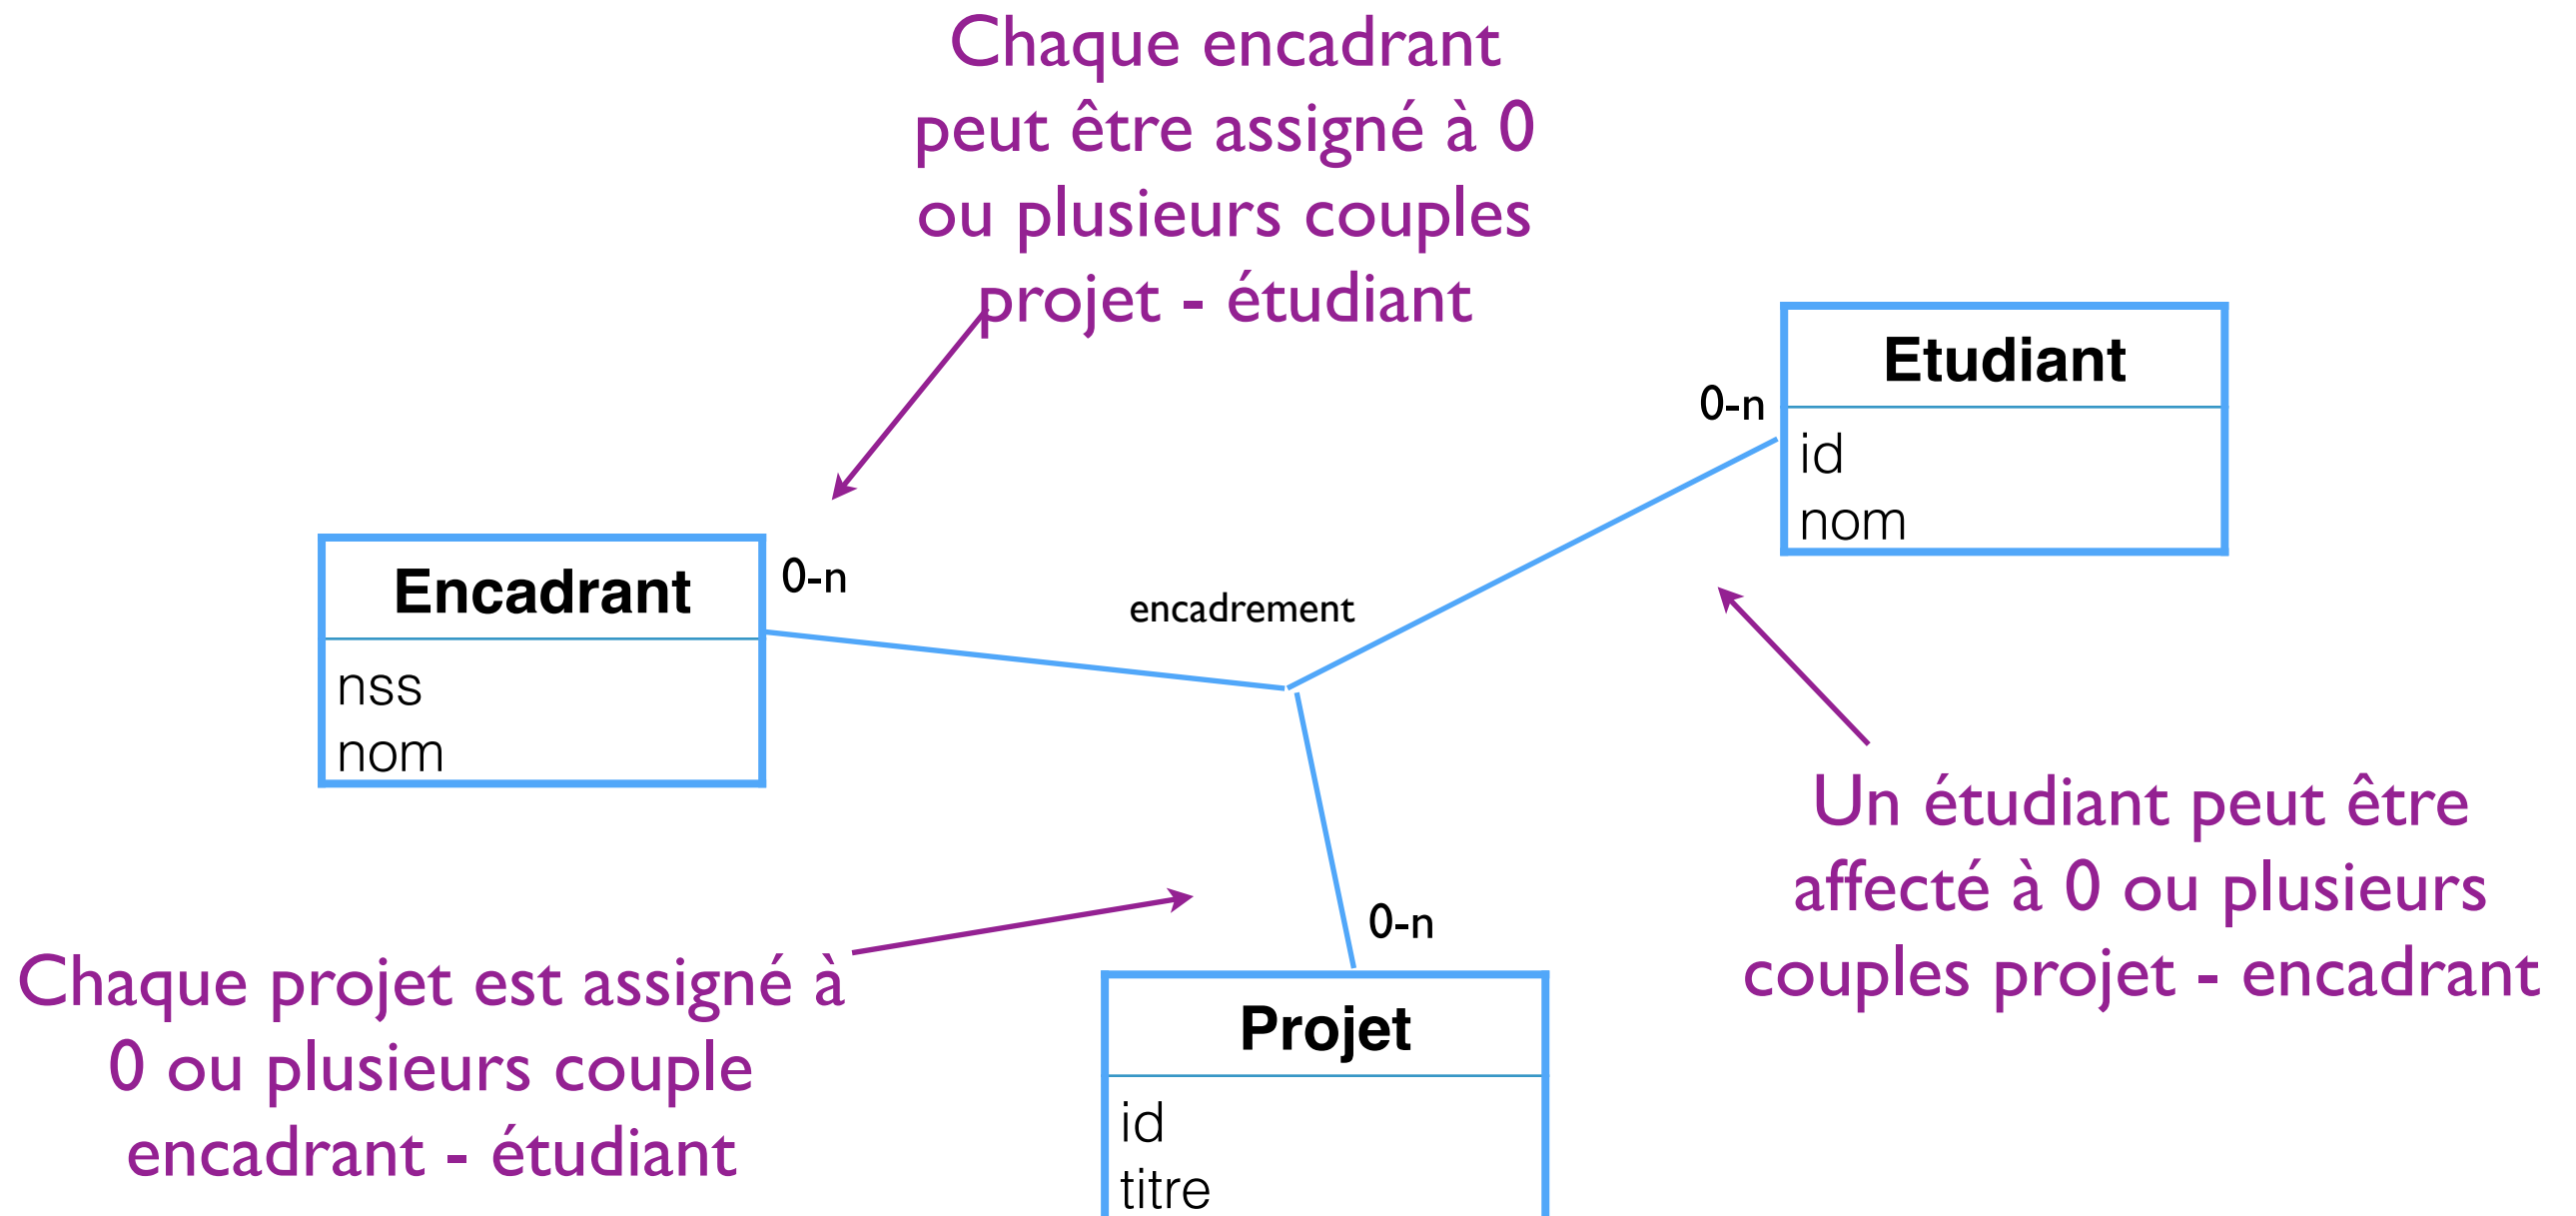 Chaque encadrant
peut être assigné à 0
ou plusieurs couples
projet - étudiant
Etudiant
0-n
id
nom
Encadrant
0-n
nss
nom
encadrement
Un étudiant peut être
affecté à 0 ou plusieurs
couples projet - encadrant
Chaque projet est assigné à
0 ou plusieurs couple
encadrant - étudiant
0-n
Projet
id
titre